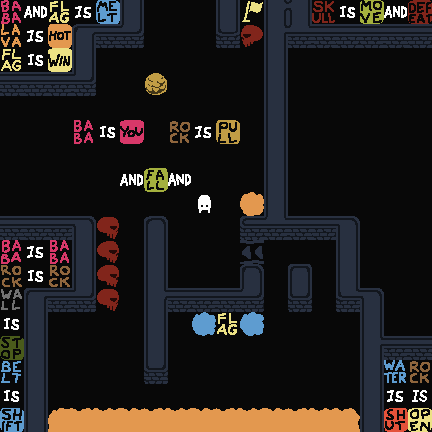 BABA AND FLAG IS MELT SKULL IS MOVE AND DEFEAT
LAVA IS HOT
FLAG IS WIN
BABA IS YOU ROCK IS PULL
AND FALL AND
BABA IS BABA
ROCK IS ROCK
WALL
IS FLAG
STOP
BELT WATER ROCK
IS IS IS
SHIFT SHUT OPEN